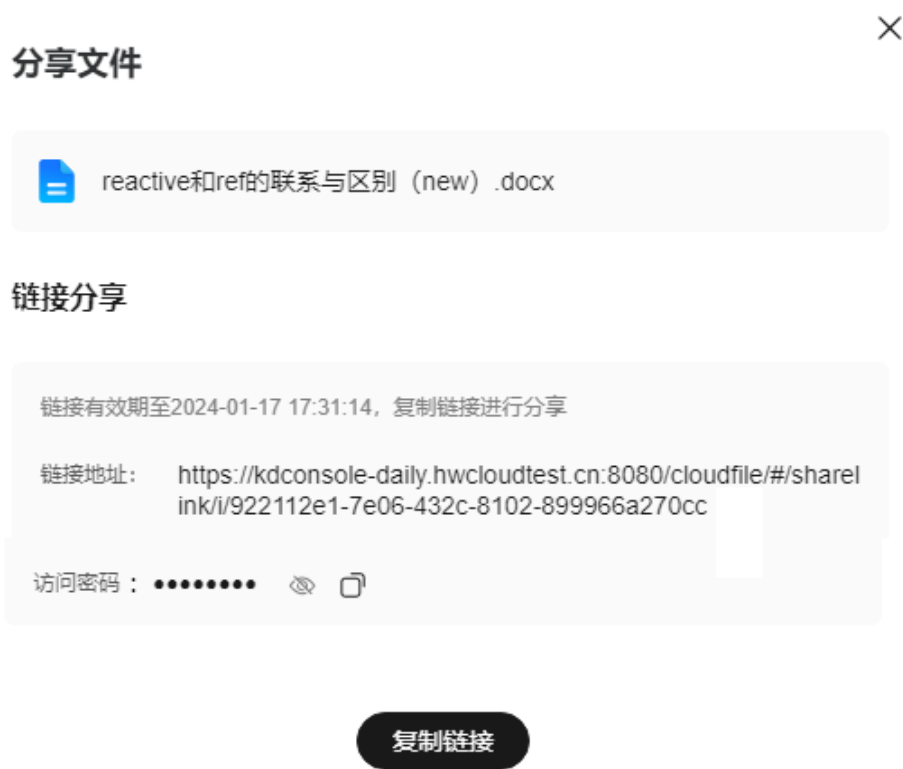 分享文件
reactive和ref的联系与区别（new）.docx
链接分享
链接有效期至2024-01-17 17:31:14，复制链接进行分享
链接地址： https://kdconsole-daily.hwcloudtest.cn:8080/cloudfile/#/sharel
ink/i/922112e1-7e06-432c-8102-899966a270cc
访问密码： ••••••••
复制链接